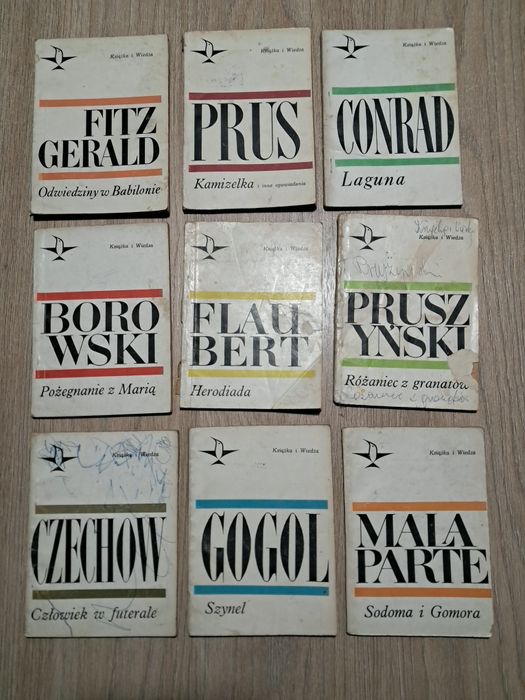 Książka i Wiedza
FITZ
GERALD
Odwiedziny w Babilonie
Książka i Wiedza
PRUS
Kamizelka i inne opowiadania
Książka i Wiedza
CONRAD
Laguna
Książka i Wiedza
BORO
WSKI
Pożegnanie z Marią
Książka i Wiedza
FLAU
BERT
Herodiada
Książka i Wiedza
PRUSZ
YŃSKI
Różaniec z granatów
Książka i Wiedza
CZECHOW
Człowiek w futerale
Książka i Wiedza
GOGOL
Szynel
Książka i Wiedza
MALA
PARTE
Sodoma i Gomora